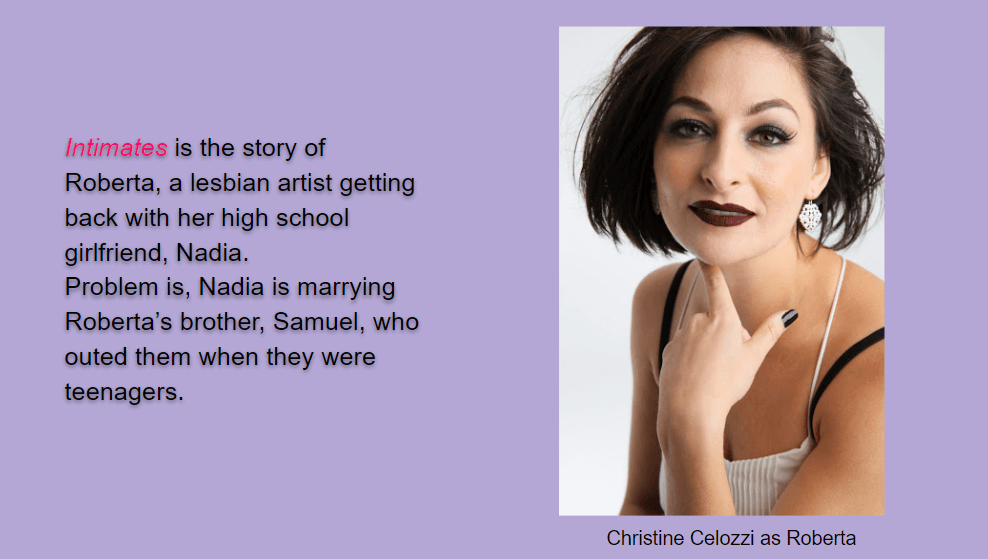 Intimates is the story of
Roberta, a lesbian artist getting
back with her high school
girlfriend, Nadia.
Problem is, Nadia is marrying
Roberta’s brother, Samuel, who
outed them when they were
teenagers.
Christine Celozzi as Roberta